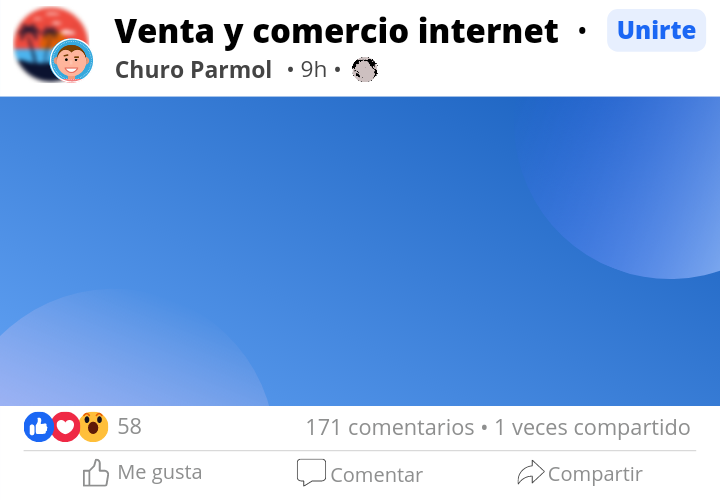 Venta y comercio internet • Unirte
Churo Parmol • 9h •
58 171 comentarios • 1 veces compartido
Me gusta Comentar Compartir